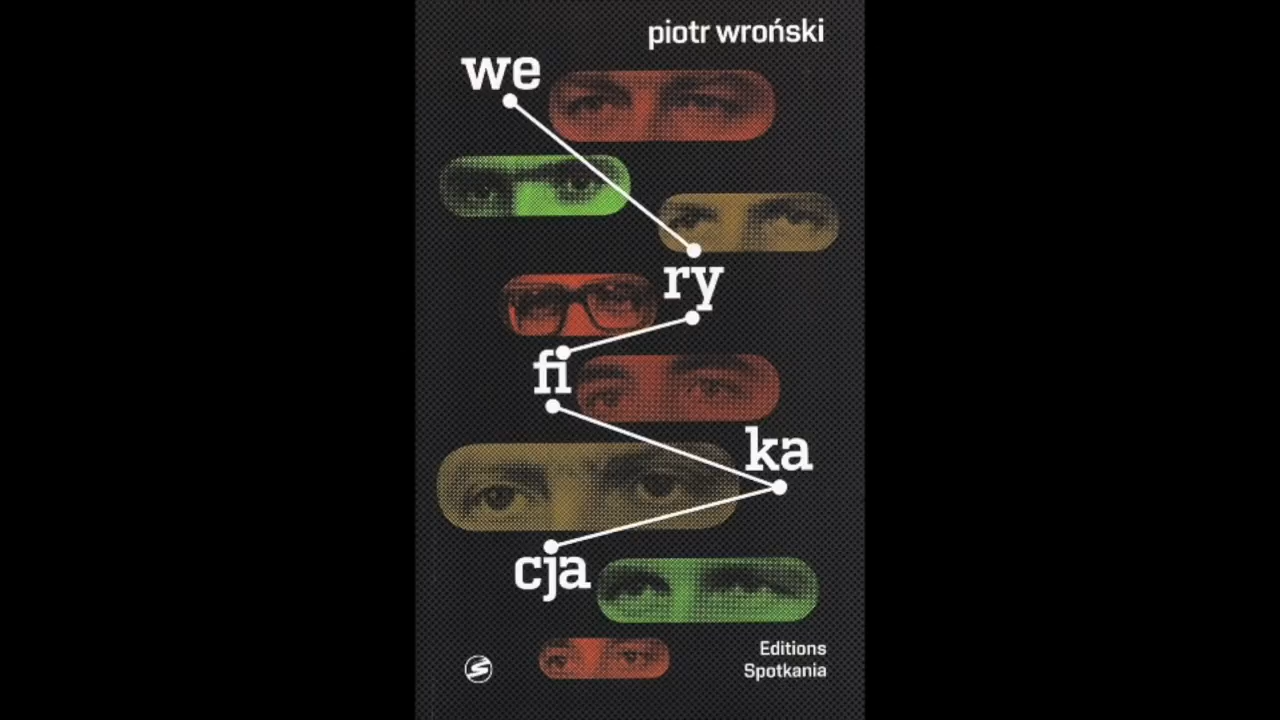 piotr wroński
we
ry
fi
ka
cja
Editions
Spotkania